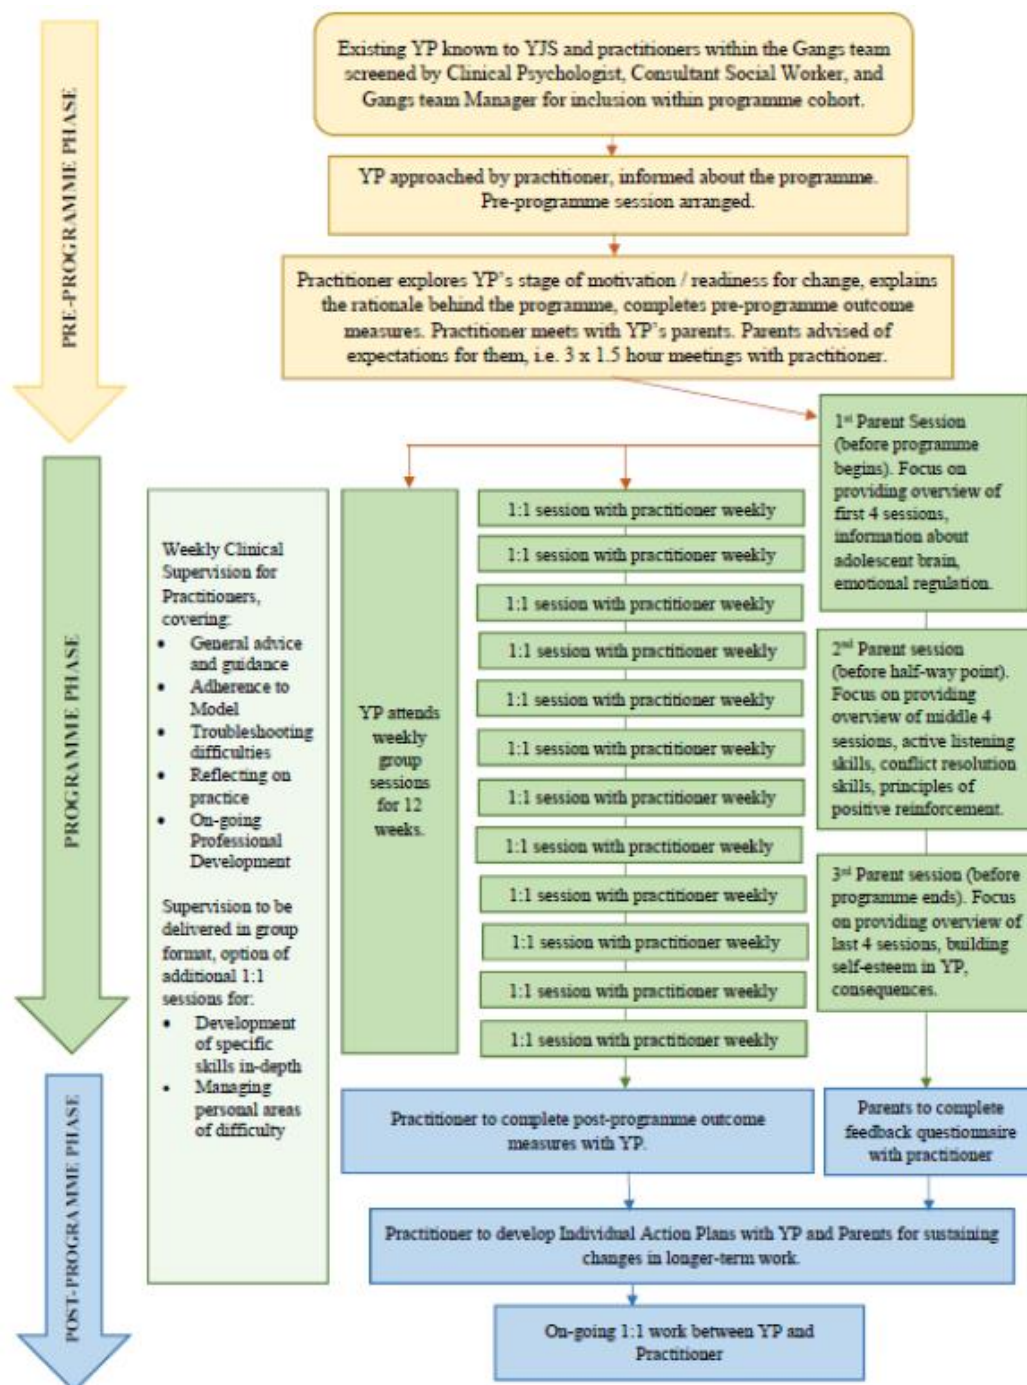 PRE-PROGRAMME PHASE
Existing YP known to YJS and practitioners within the Gangs team
screened by Clinical Psychologist, Consultant Social Worker, and
Gangs team Manager for inclusion within programme cohort.
YP approached by practitioner, informed about the programme.
Pre-programme session arranged.
Practitioner explores YP's stage of motivation / readiness for change, explains
the rationale behind the programme, completes pre-programme outcome
measures. Practitioner meets with YP's parents. Parents advised of
expectations for them, i.e. 3 x 1.5 hour meetings with practitioner.
PROGRAMME PHASE
Weekly Clinical
Supervision for
Practitioners,
covering:
• General advice
and guidance
• Adherence to
Model
• Troubleshooting
difficulties
• Reflecting on
practice
• On-going
Professional
Development
Supervision to be
delivered in group
format, option of
additional 1:1
sessions for:
• Development
of specific
skills in-depth
• Managing
personal areas
of difficulty
YP attends
weekly
group
sessions
for 12
weeks.
1:1 session with practitioner weekly
1:1 session with practitioner weekly
1:1 session with practitioner weekly
1:1 session with practitioner weekly
1:1 session with practitioner weekly
1:1 session with practitioner weekly
1:1 session with practitioner weekly
1:1 session with practitioner weekly
1:1 session with practitioner weekly
1:1 session with practitioner weekly
1:1 session with practitioner weekly
1:1 session with practitioner weekly
1st Parent Session
(before programme
begins). Focus on
providing overview of
first 4 sessions,
information about
adolescent brain,
emotional regulation.
2nd Parent session
(before half-way point).
Focus on providing
overview of middle 4
sessions, active listening
skills, conflict resolution
skills, principles of
positive reinforcement.
3rd Parent session (before
programme ends). Focus
on providing overview of
last 4 sessions, building
self-esteem in YP,
consequences.
POST-PROGRAMME PHASE
Practitioner to complete post-programme outcome
measures with YP.
Parents to complete
feedback questionnaire
with practitioner
Practitioner to develop Individual Action Plans with YP and Parents for sustaining
changes in longer-term work.
On-going 1:1 work between YP and
Practitioner